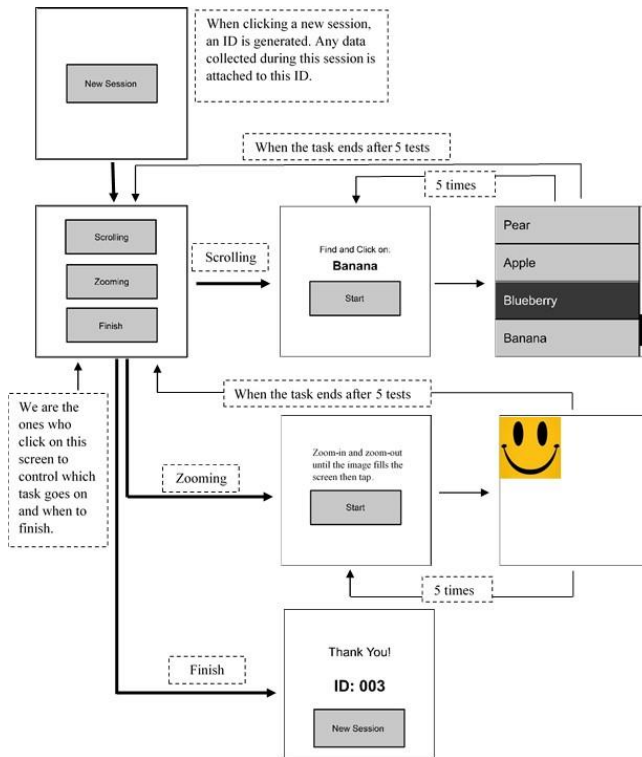 New Session
When clicking a new session,
an ID is generated. Any data
collected during this session is
attached to this ID.
When the task ends after 5 tests
5 times
Scrolling
Zooming
Finish
Scrolling
Find and Click on:
Banana
Start
Pear
Apple
Blueberry
Banana
We are the
ones who
click on this
screen to
control which
task goes on
and when to
finish.
When the task ends after 5 tests
Zooming
Zoom-in and zoom-out
until the image fills the
screen then tap.
Start
5 times
Finish
Thank You!
ID: 003
New Session